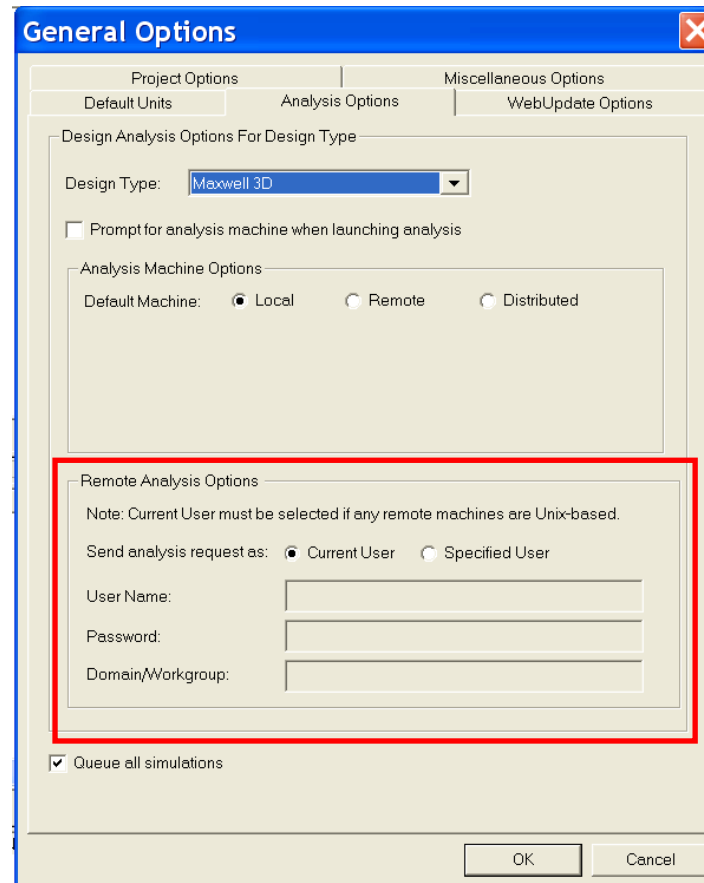 General Options
Project Options Miscellaneous Options
Default Units Analysis Options WebUpdate Options
Design Analysis Options For Design Type
Design Type: Maxwell 3D
Prompt for analysis machine when launching analysis
Analysis Machine Options
Default Machine: Local Remote Distributed
Remote Analysis Options
Note: Current User must be selected if any remote machines are Unix-based.
Send analysis request as: Current User Specified User
User Name:
Password:
Domain/Workgroup:
Queue all simulations
OK Cancel